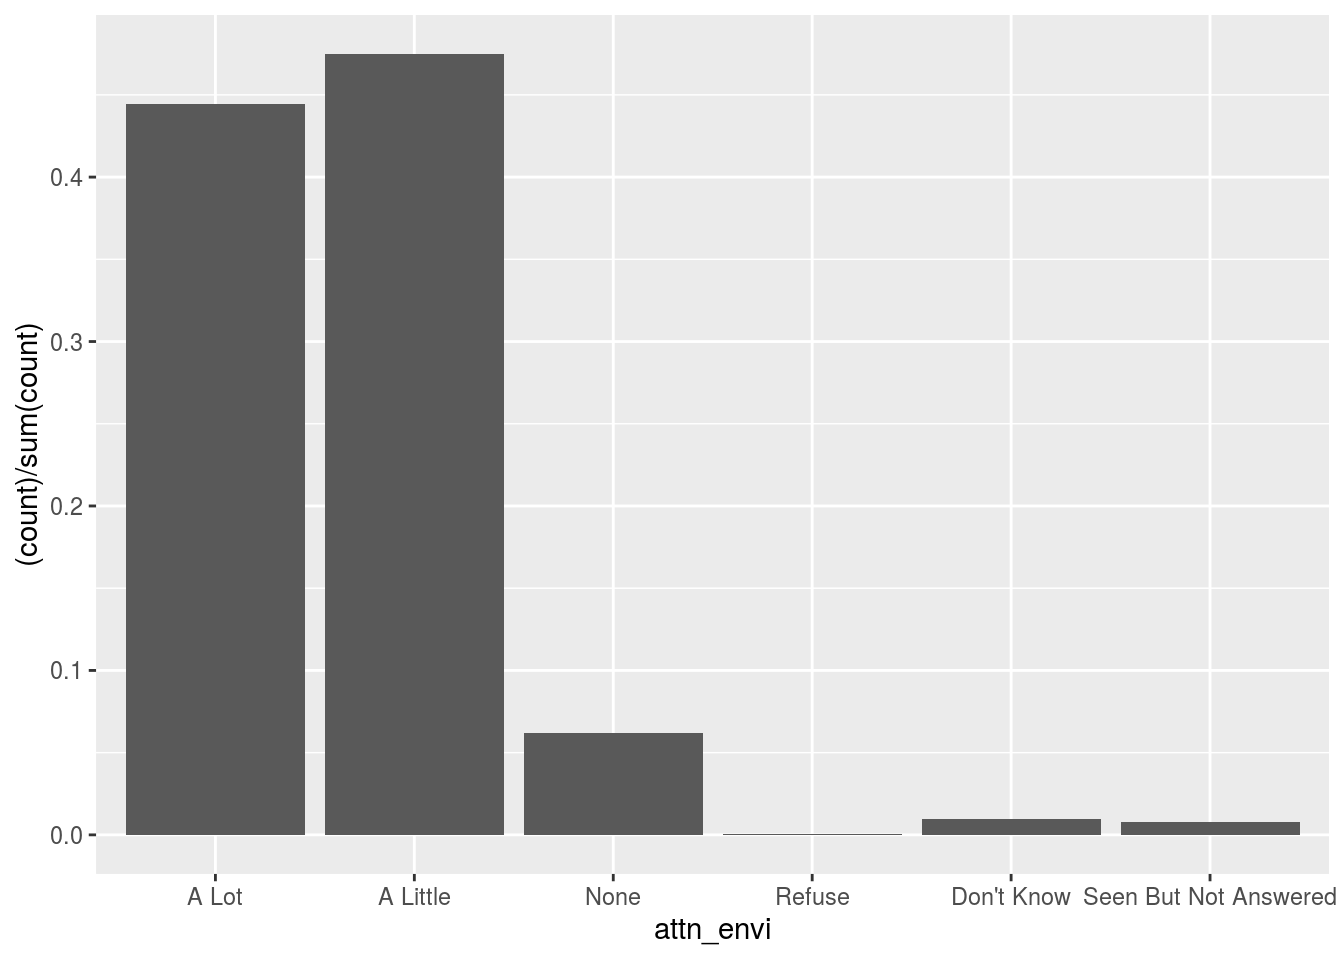 (count)/sum(count)
0.4
0.3
0.2
0.1
0.0
A Lot
A Little
None
Refuse
Don't Know
Seen But Not Answered
attn_envi